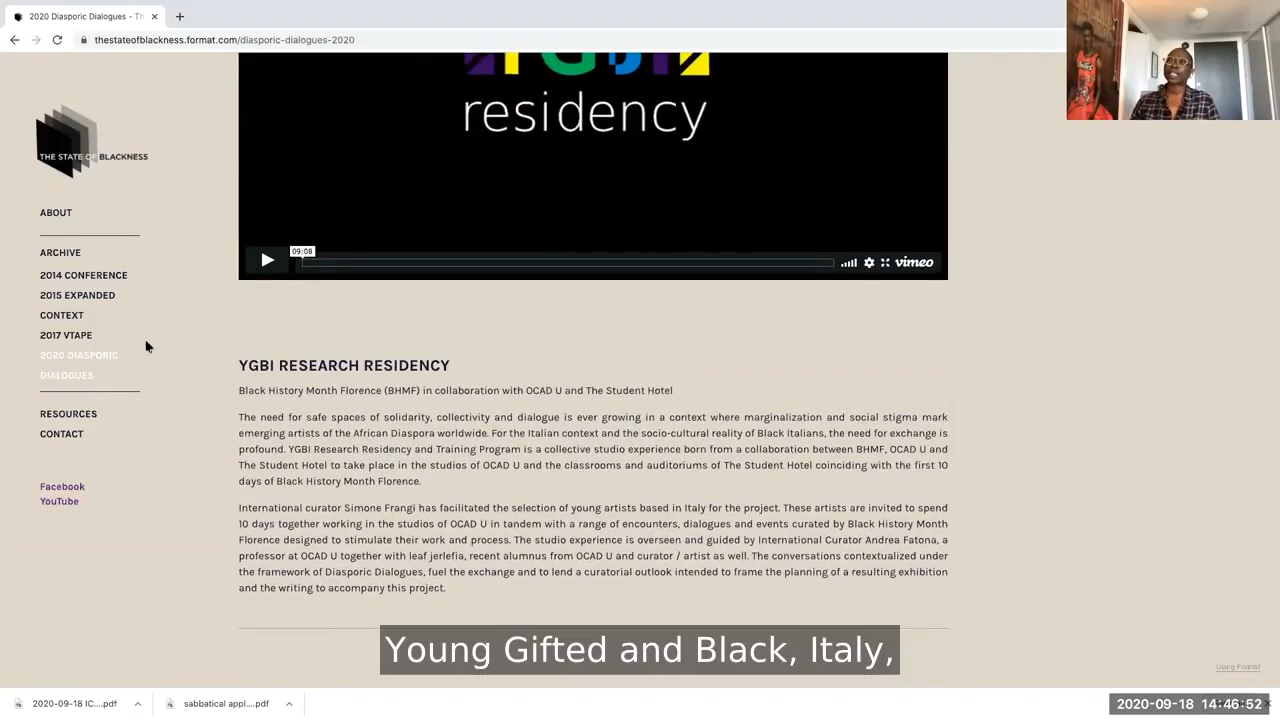 2020 Diasporic Dialogues - Th
thestateofblackness.format.com/diasporic-dialogues-2020
residency
THE STATE OF BLACKNESS
ABOUT
ARCHIVE
2014 CONFERENCE
2015 EXPANDED
CONTEXT
2017 VTAPE
2020 DIASPORIC
DIALOGUES
RESOURCES
CONTACT
Facebook
YouTube
09:08
vimeo
YGBI RESEARCH RESIDENCY
Black History Month Florence (BHMF) in collaboration with OCAD U and The Student Hotel
The need for safe spaces of solidarity, collectivity and dialogue is ever growing in a context where marginalization and social stigma mark
emerging artists of the African Diaspora worldwide. For the Italian context and the socio-cultural reality of Black Italians, the need for exchange is
profound. YGBI Research Residency and Training Program is a collective studio experience born from a collaboration between BHMF, OCAD U and
The Student Hotel to take place in the studios of OCAD U and the classrooms and auditoriums of The Student Hotel coinciding with the first 10
days of Black History Month Florence.
International curator Simone Frangi has facilitated the selection of young artists based in Italy for the project. These artists are invited to spend
10 days together working in the studios of OCAD U in tandem with a range of encounters, dialogues and events curated by Black History Month
Florence designed to stimulate their work and process. The studio experience is overseen and guided by International Curator Andrea Fatona, a
professor at OCAD U together with leaf jerlefia, recent alumnus from OCAD U and curator / artist as well. The conversations contextualized under
the framework of Diasporic Dialogues, fuel the exchange and to lend a curatorial outlook intended to frame the planning of a resulting exhibition
and the writing to accompany this project.
Young Gifted and Black, Italy,
Using Format
2020-09-18 IC....pdf
sabbatical appl....pdf
2020-09-18 14:46:52